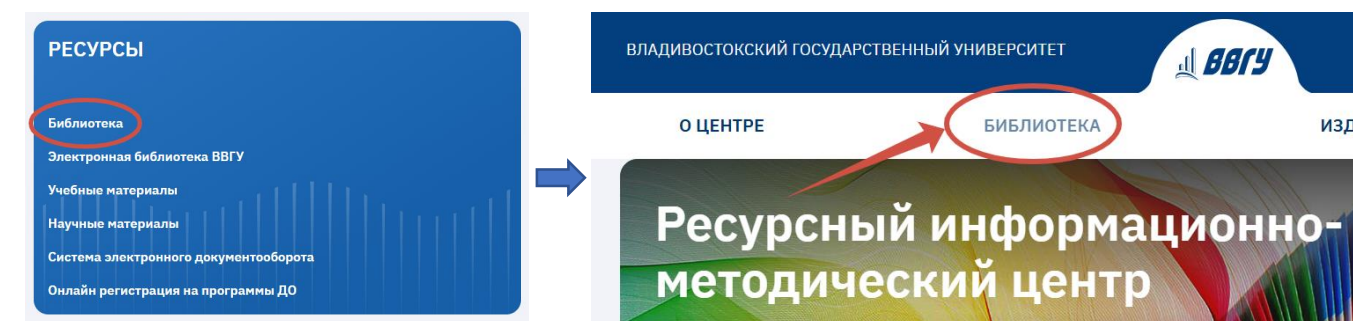 РЕСУРСЫ
Библиотека
Электронная библиотека ВВГУ
Учебные материалы
Научные материалы
Система электронного документооборота
Онлайн регистрация на программы ДО
ВЛАДИВОСТОКСКИЙ ГОСУДАРСТВЕННЫЙ УНИВЕРСИТЕТ
ВВГУ
О ЦЕНТРЕ
БИБЛИОТЕКА
ИЗД
Ресурсный информационно-
методический центр